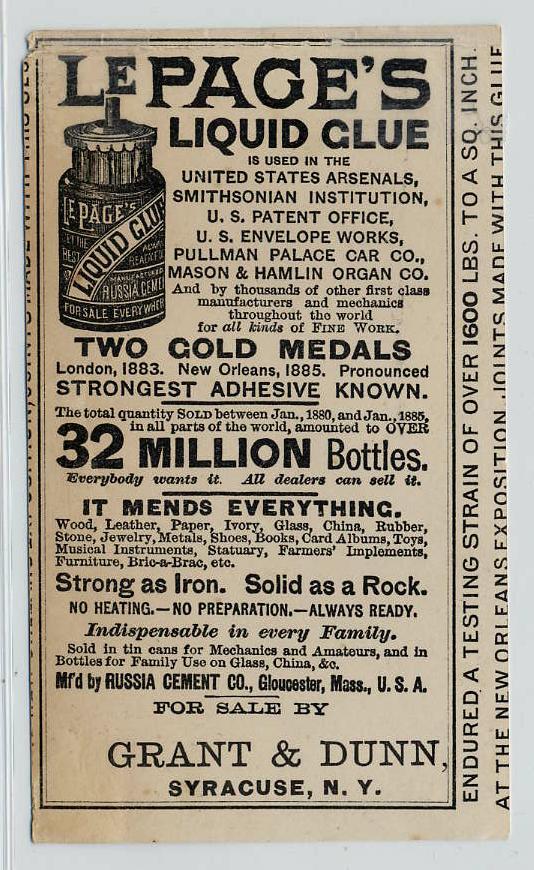 LE PAGE'S
LIQUID GLUE
IS USED IN THE
UNITED STATES ARSENALS,
SMITHSONIAN INSTITUTION,
U. S. PATENT OFFICE,
U. S. ENVELOPE WORKS,
PULLMAN PALACE CAR CO.,
MASON & HAMLIN ORGAN CO.
And by thousands of other first class
manufacturers and mechanics
throughout the world
for all kinds of FINE WORK.
LE PAGE'S
LIQUID GLUE
ALWAYS
MANUFACTURED
RUSSIA CEME
FOR SALE EVERYWHER
TWO GOLD MEDALS
London, 1883. New Orleans, 1885. Pronounced
STRONGEST ADHESIVE KNOWN.
The total quantity SOLD between Jan., 1880, and Jan., 1885,
in all parts of the world, amounted to OVER
32 MILLION Bottles.
Everybody wants it. All dealers can sell it.
IT MENDS EVERYTHING.
Wood, Leather, Paper, Ivory, Glass, China, Rubber,
Stone, Jewelry, Metals, Shoes, Books, Card Albums, Toys,
Musical Instruments, Statuary, Farmers' Implements,
Furniture, Bric-a-Brac, etc.
Strong as Iron. Solid as a Rock.
NO HEATING.—NO PREPARATION.—ALWAYS READY.
Indispensable in every Family.
Sold in tin cans for Mechanics and Amateurs, and in
Bottles for Family Use on Glass, China, &c.
Mf'd by RUSSIA CEMENT CO., Gloucester, Mass., U. S. A.
FOR SALE BY
GRANT & DUNN,
SYRACUSE, N. Y.
ENDURED A TESTING STRAIN OF OVER 1600 LBS. TO A SQ. INCH.
AT THE NEW ORLEANS EXPOSITION, JOINTS MADE WITH THIS GLUE